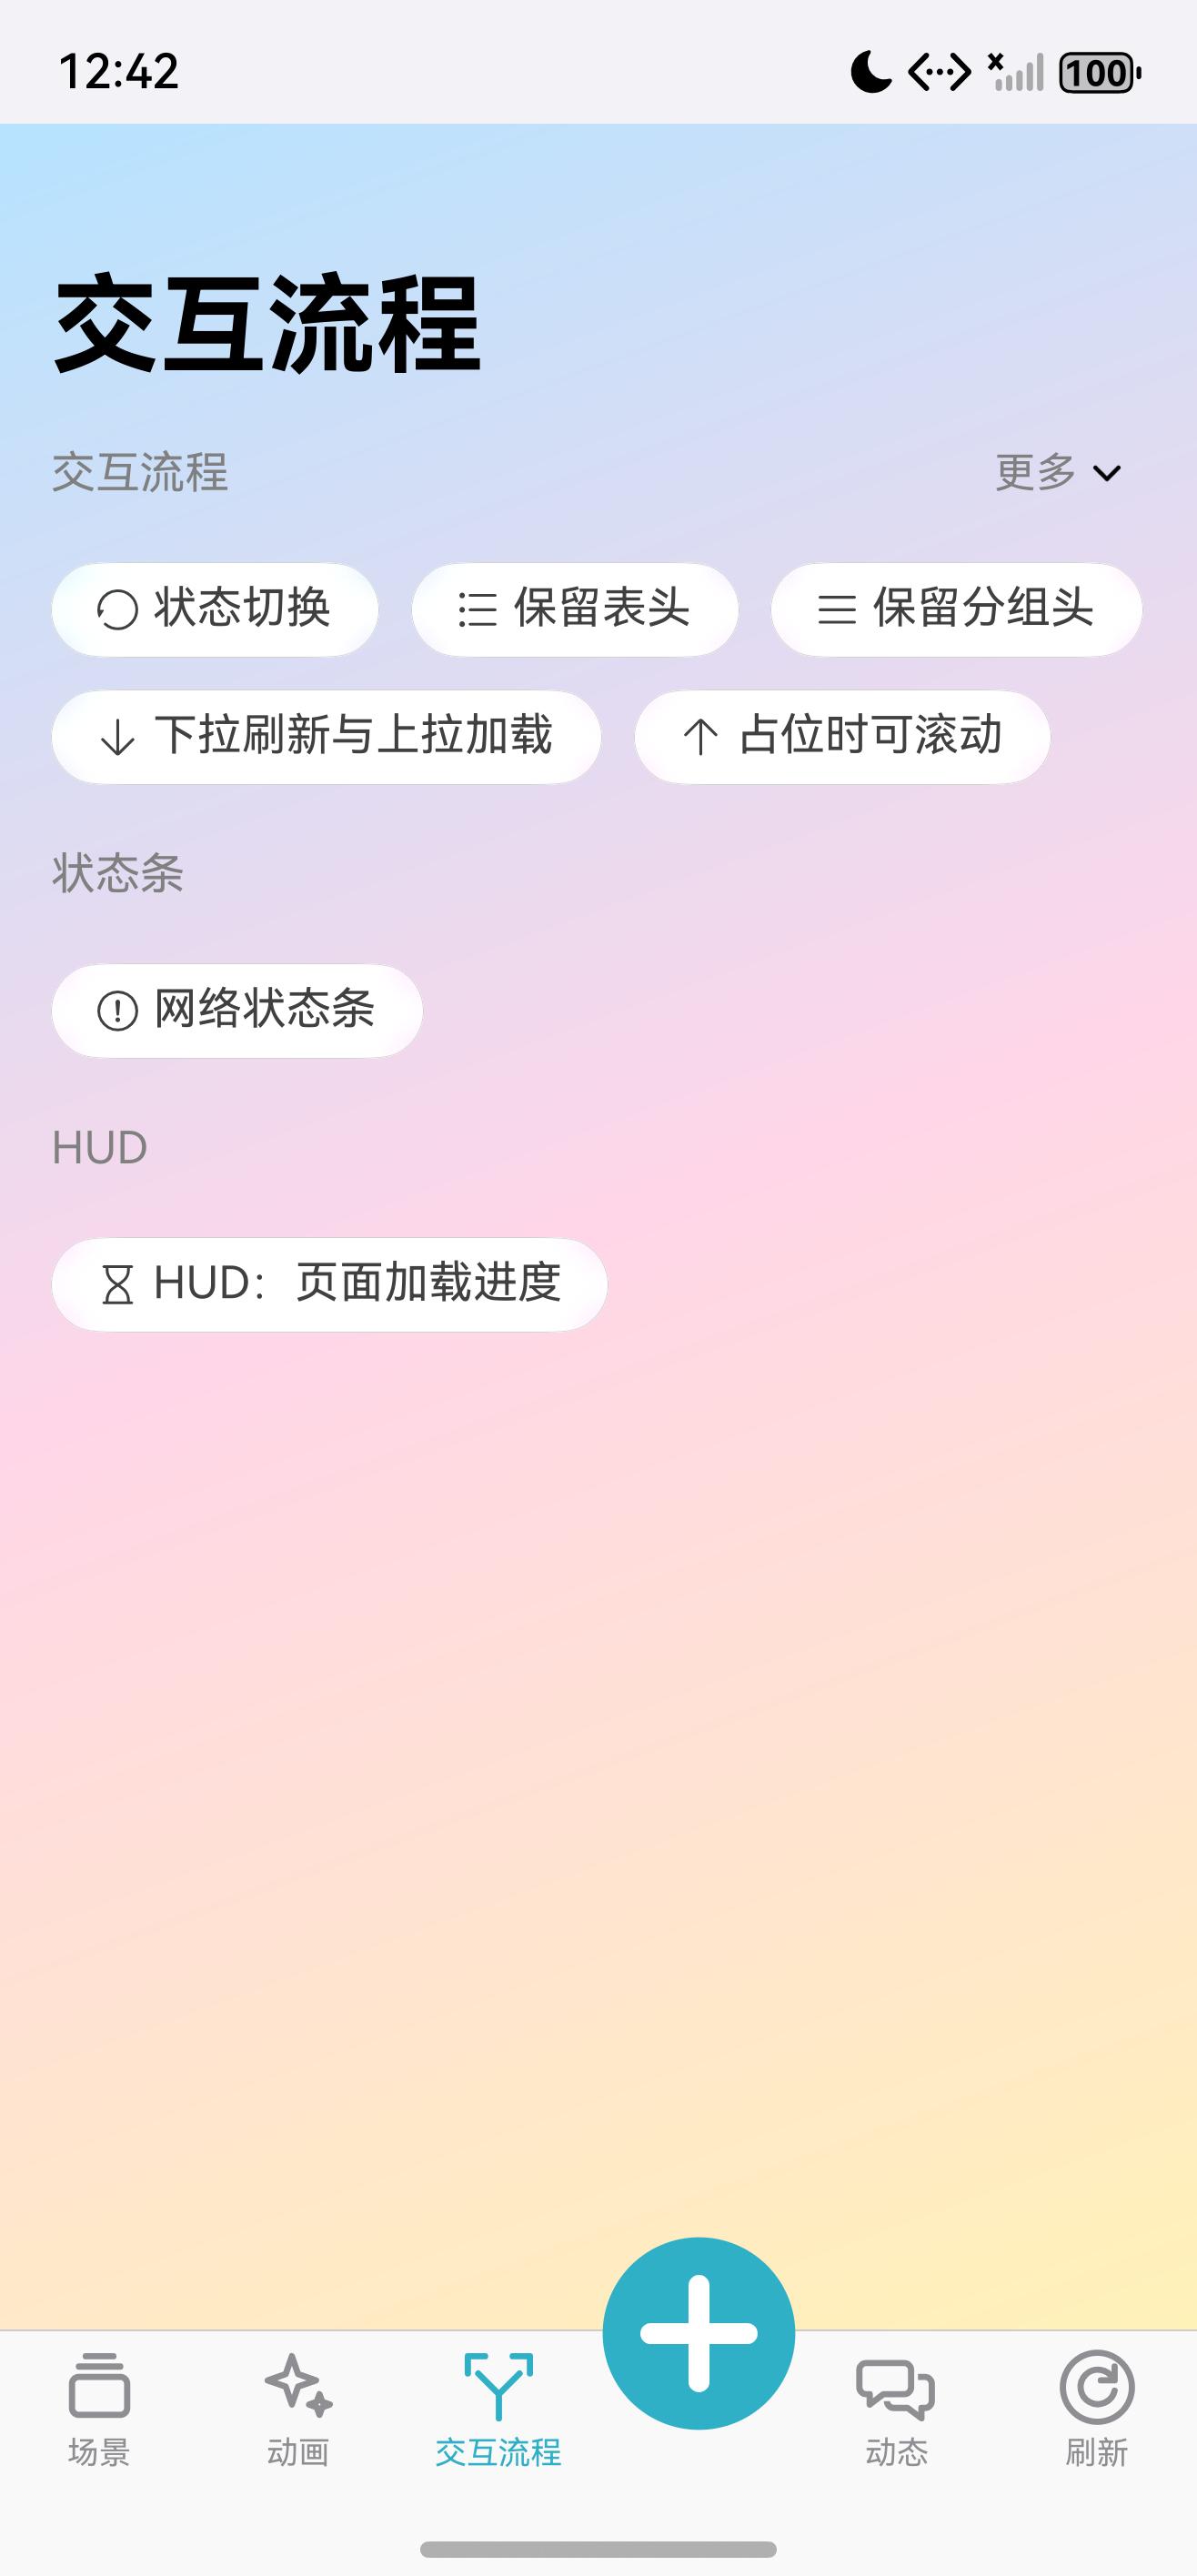 12:42
100
交互流程
交互流程 更多
状态切换 保留表头 保留分组头
下拉刷新与上拉加载 占位时可滚动
状态条
网络状态条
HUD
HUD：页面加载进度
场景 动画 交互流程 动态 刷新